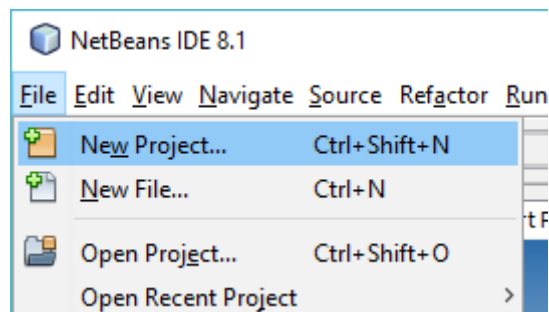 NetBeans IDE 8.1
File Edit View Navigate Source Refactor Run
New Project... Ctrl+Shift+N
New File... Ctrl+N
Open Project... Ctrl+Shift+O
Open Recent Project >